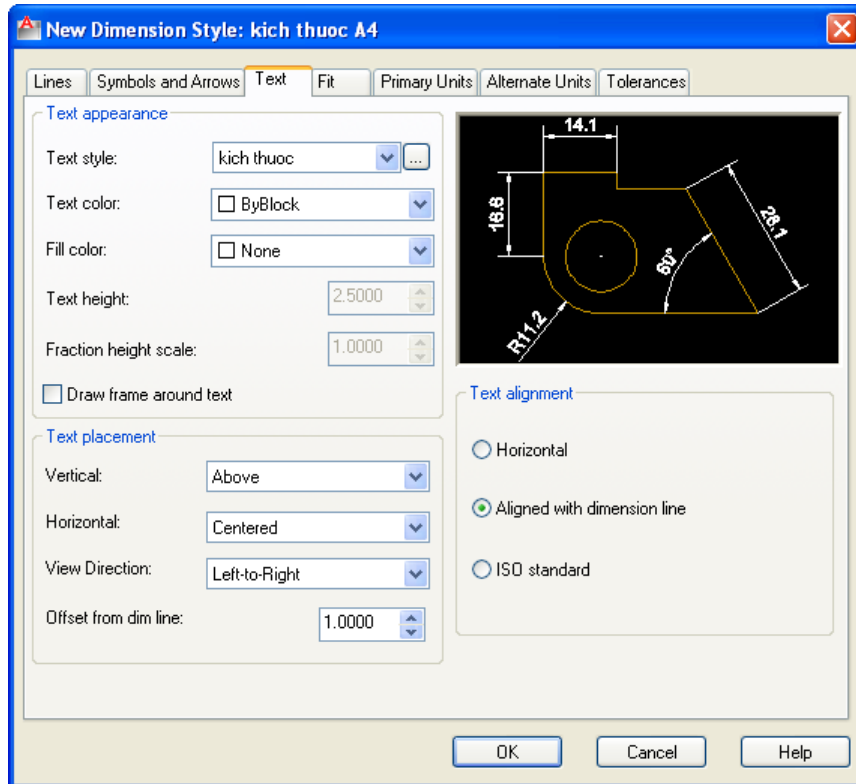 New Dimension Style: kich thuoc A4
Lines Symbols and Arrows Text Fit Primary Units Alternate Units Tolerances
Text appearance
Text style: kich thuoc ...
Text color: ByBlock
Fill color: None
Text height: 2.5000
Fraction height scale: 1.0000
Draw frame around text
Text placement
Vertical: Above
Horizontal: Centered
View Direction: Left-to-Right
Offset from dim line: 1.0000
14.1
16.6
28.1
60°
R11.2
Text alignment
Horizontal
Aligned with dimension line
ISO standard
OK Cancel Help